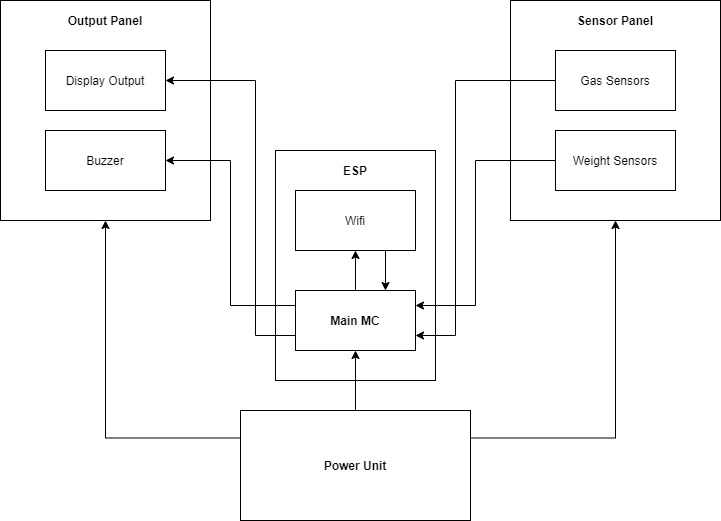 Output Panel
Display Output
Buzzer
Sensor Panel
Gas Sensors
Weight Sensors
ESP
Wifi
Main MC
Power Unit